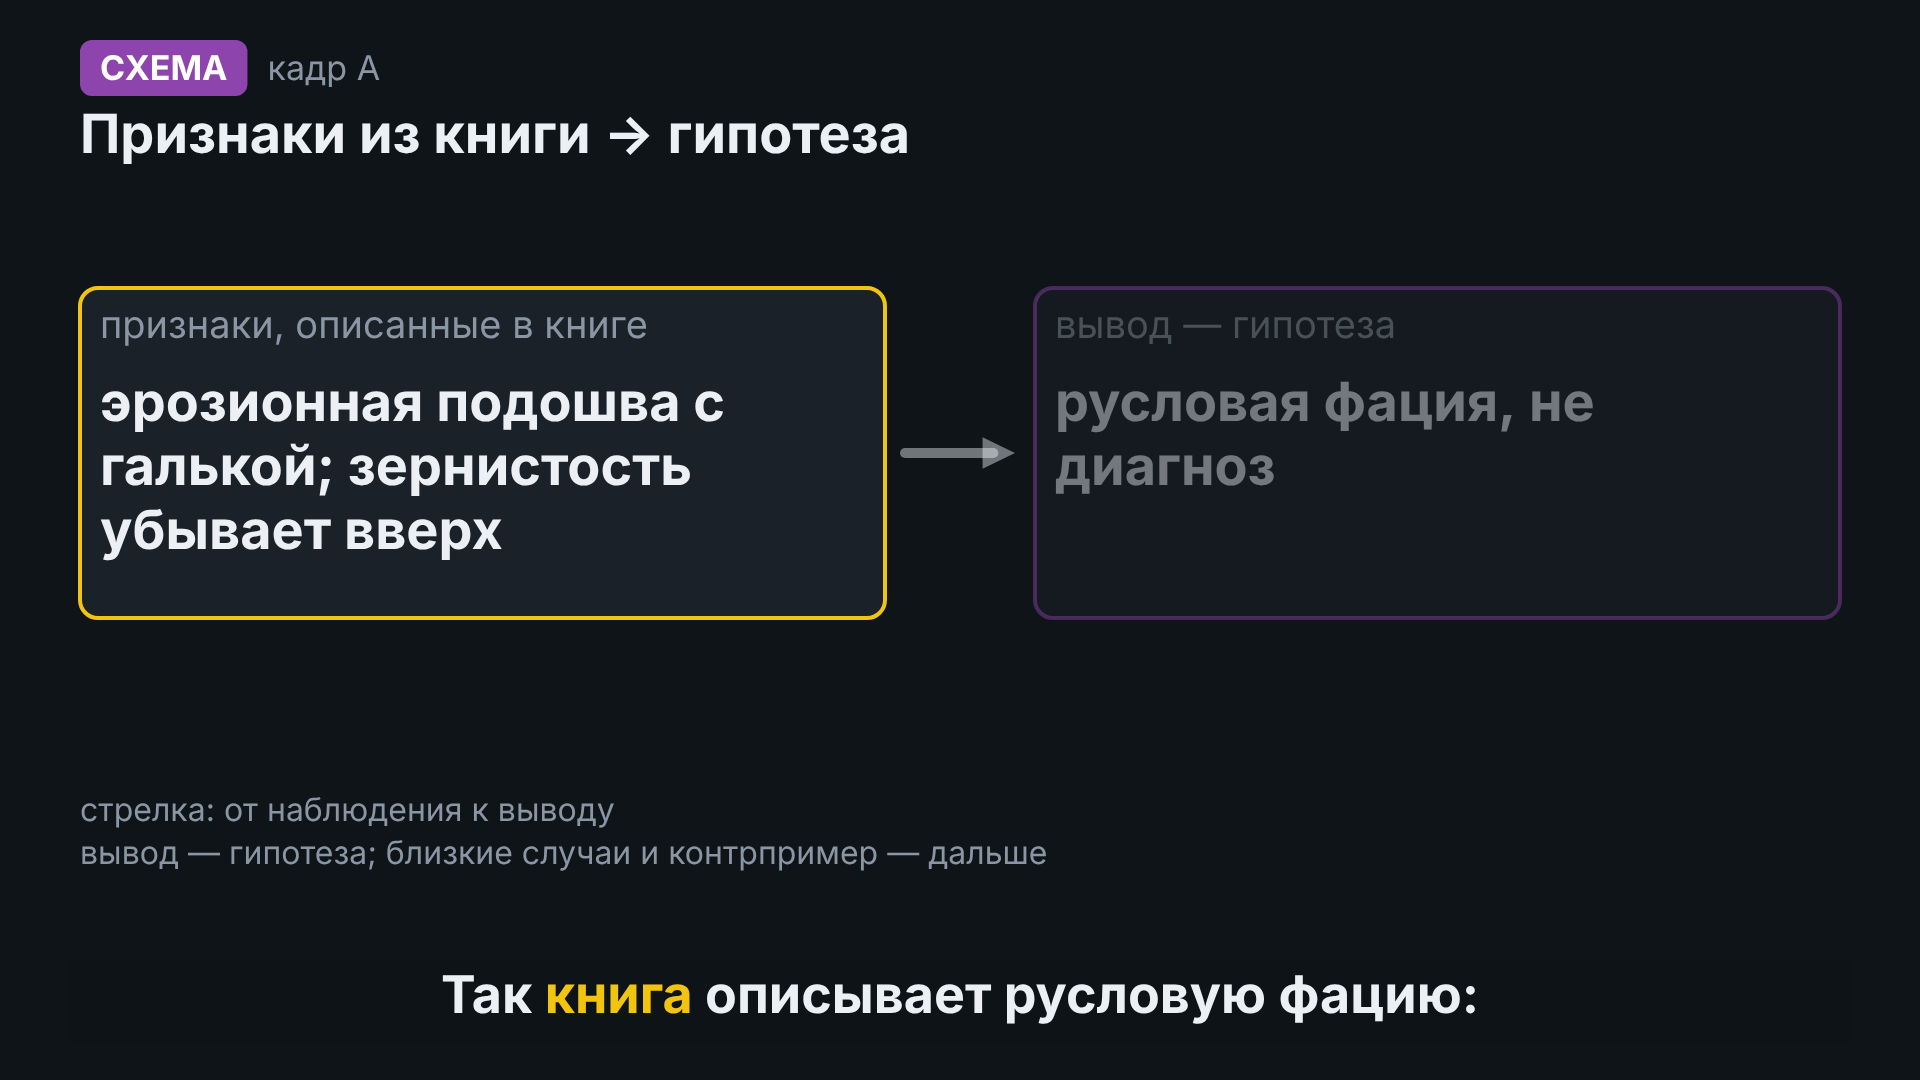 СХЕМА кадр А
Признаки из книги → гипотеза
признаки, описанные в книге
эрозионная подошва с
галькой; зернистость
убывает вверх
вывод — гипотеза
русловая фация, не
диагноз
стрелка: от наблюдения к выводу
вывод — гипотеза; близкие случаи и контрпример — дальше
Так книга описывает русловую фацию: